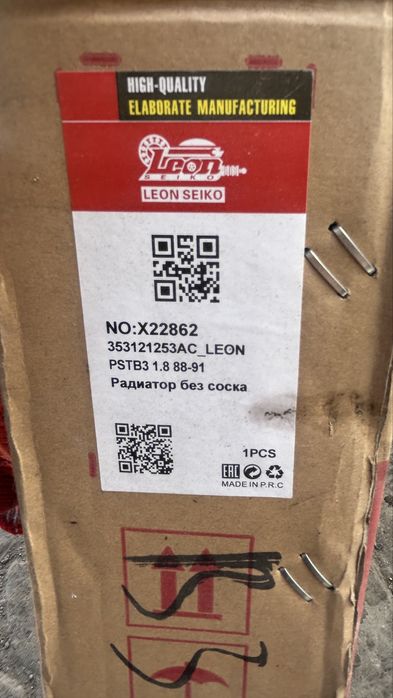 HIGH-QUALITY
ELABORATE MANUFACTURING
Leon
SEIKO
LEON SEIKO
NO:X22862
353121253AC_LEON
PSTB3 1.8 88-91
Радиатор без соска
1PCS
EAC
MADE IN P.R.C